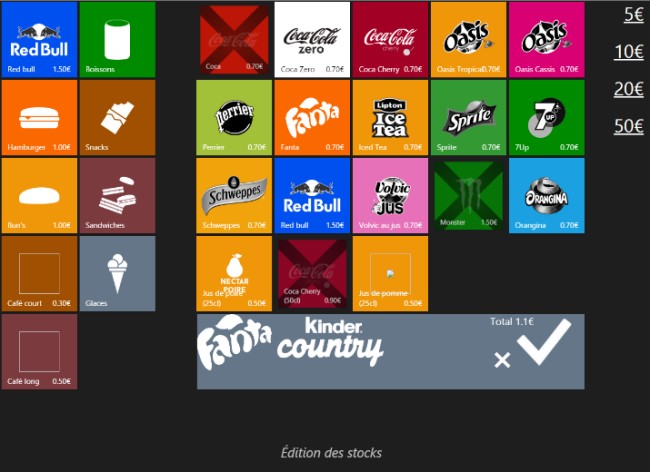 Red Bull
Red bull 1.50€
Boissons
Coca 0.70€
Coca-Cola
zero
Coca Zero 0.70€
Coca-Cola
cherry
Coca Cherry 0.70€
Oasis
Oasis Tropical 0.70€
Oasis
Oasis Cassis 0.70€
5€
10€
20€
50€
Hamburger 1.00€
Snacks
perrier
Perrier 0.70€
Fanta
Fanta 0.70€
Lipton
ICE
TEA
Iced Tea 0.70€
Sprite
Sprite 0.70€
7UP
7Up 0.70€
Bun's 1.00€
Sandwiches
Schweppes
Schweppes 0.70€
Red Bull
Red bull 1.50€
Volvic
JUS
Volvic au jus 0.70€
Monster 1.50€
ORANGINA
Orangina 0.70€
Café court 0.30€
Glaces
NECTAR
POIRE
Jus de poire
(25cl) 0.50€
Coca-Cola
Coca Cherry
(50cl) 0.90€
Jus de pomme
(25cl) 0.50€
Café long 0.50€
Fanta
Kinder
country
Total 1.1€
Édition des stocks